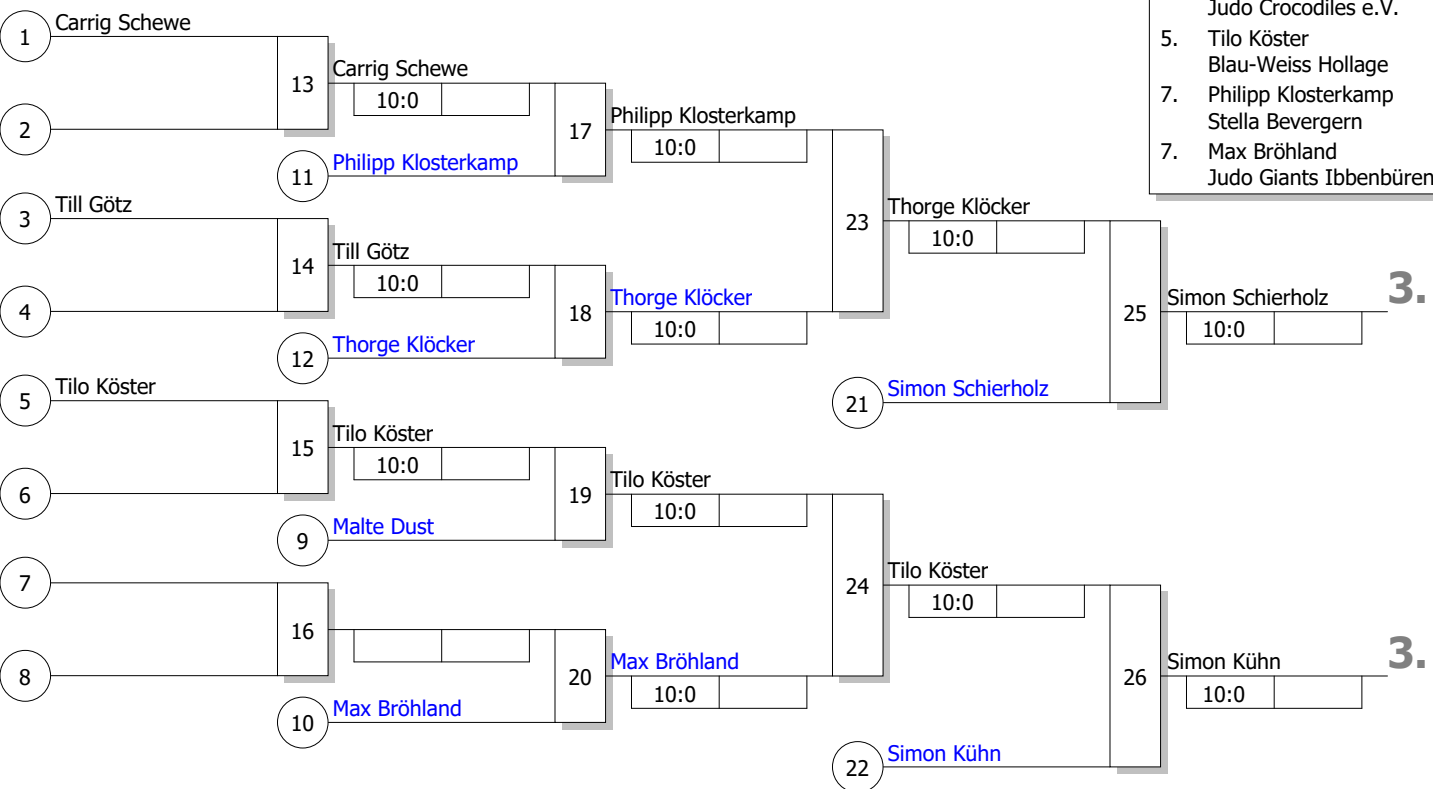 Judo Crocodiles e.V.
5. Tilo Köster
Blau-Weiss Hollage
7. Philipp Klosterkamp
Stella Bevergern
7. Max Bröhland
Judo Giants Ibbenbüren
1 Carrig Schewe
13 Carrig Schewe
10:0
2
17 Philipp Klosterkamp
10:0
11 Philipp Klosterkamp
3 Till Götz
23 Thorge Klöcker
10:0
14 Till Götz
10:0
4
18 Thorge Klöcker
10:0
25 Simon Schierholz 3.
10:0
12 Thorge Klöcker
5 Tilo Köster
21 Simon Schierholz
15 Tilo Köster
10:0
6
19 Tilo Köster
10:0
9 Malte Dust
7
24 Tilo Köster
10:0
16
8
20 Max Bröhland
10:0
26 Simon Kühn 3.
10:0
10 Max Bröhland
22 Simon Kühn